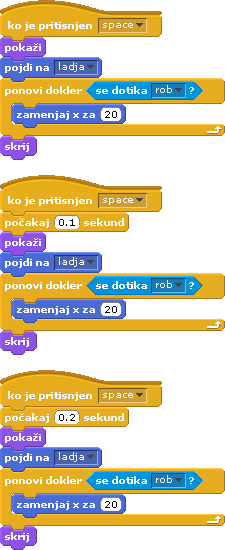 ko je pritisnjen space
pokaži
pojdi na ladja
ponovi dokler se dotika rob ?
zamenjaj x za 20
skrij
ko je pritisnjen space
počakaj 0.1 sekund
pokaži
pojdi na ladja
ponovi dokler se dotika rob ?
zamenjaj x za 20
skrij
ko je pritisnjen space
počakaj 0.2 sekund
pokaži
pojdi na ladja
ponovi dokler se dotika rob ?
zamenjaj x za 20
skrij